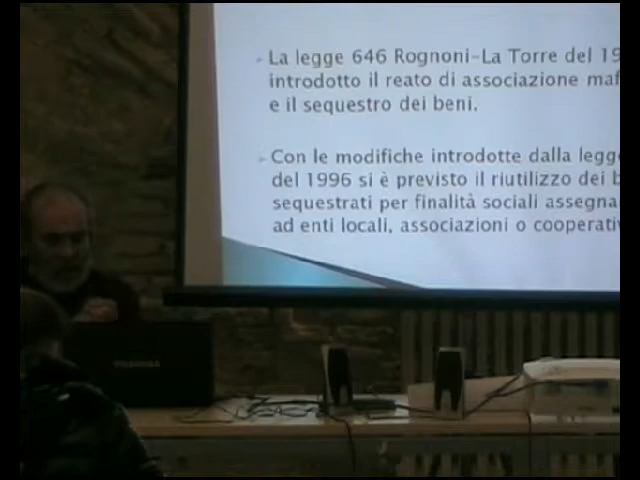 La legge 646 Rognoni-La Torre del 19
introdotto il reato di associazione maf
e il sequestro dei beni.
Con le modifiche introdotte dalla legge
del 1996 si è previsto il riutilizzo dei b
sequestrati per finalità sociali assegna
ad enti locali, associazioni o cooperativ